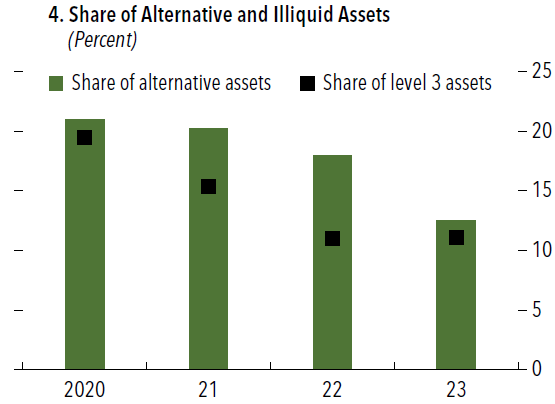 4. Share of Alternative and Illiquid Assets
(Percent)
Share of alternative assets
Share of level 3 assets
25
20
15
10
5
0
2020
21
22
23